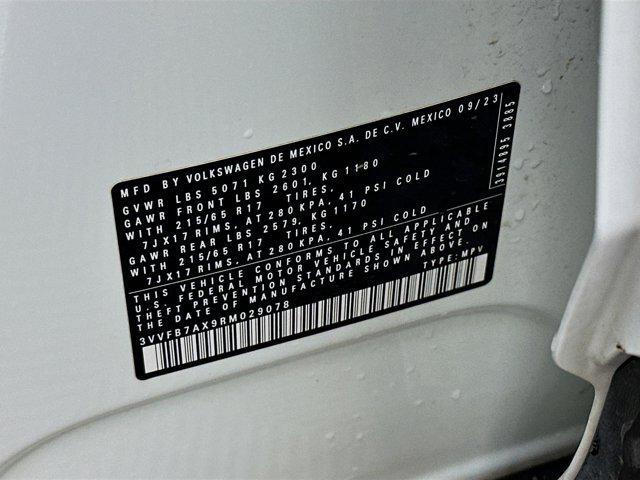 MFD BY VOLKSWAGEN DE MEXICO S.A. DE C.V. MEXICO 09/23
GVWR LBS 5071 KG 2300
GAWR FRONT LBS 2601, KG 1180
WITH 215/65 R17 TIRES,
7JX17 RIMS, AT 280 KPA, 41 PSI COLD
GAWR REAR LBS 2579, KG 1170
WITH 215/65 R17 TIRES,
7JX17 RIMS, AT 280 KPA, 41 PSI COLD
THIS VEHICLE CONFORMS TO ALL APPLICABLE
U.S. FEDERAL MOTOR VEHICLE SAFETY AND
THEFT PREVENTION STANDARDS IN EFFECT ON
THE DATE OF MANUFACTURE SHOWN ABOVE.
3VVFB7AX9RM029078 TYPE: MPV
3914895 3885